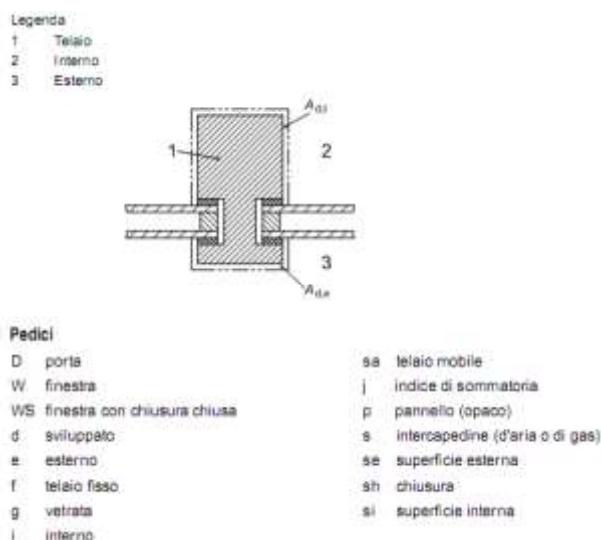 Legenda
1 Telaio
2 Interno
3 Esterno
A d,i
1
2
3
A d,e
Pedici
D porta
W finestra
WS finestra con chiusura chiusa
d sviluppato
e esterno
f telaio fisso
g vetrata
i interno
sa telaio mobile
j indice di sommatoria
p pannello (opaco)
s intercapedine (d'aria o di gas)
se superficie esterna
sh chiusura
si superficie interna